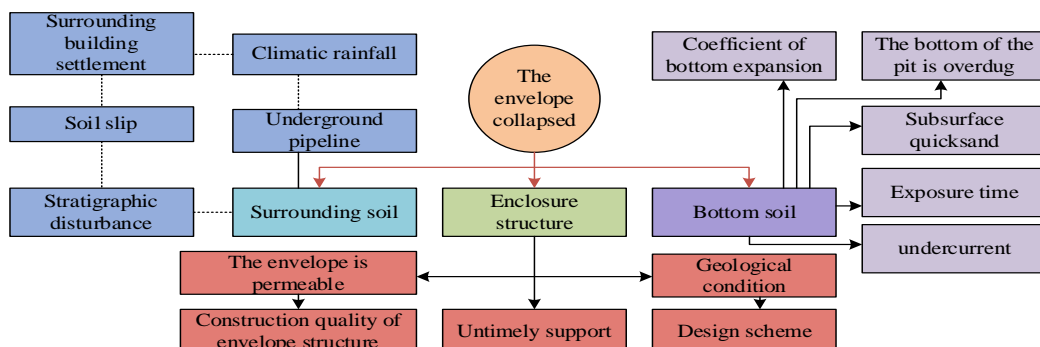 Surrounding
building
settlement
Climatic rainfall
The
envelope
collapsed
Coefficient of
bottom expansion
The bottom of the
pit is overdug
Soil slip
Underground
pipeline
Subsurface
quicksand
Stratigraphic
disturbance
Surrounding soil
Enclosure
structure
Bottom soil
Exposure time
undercurrent
The envelope is
permeable
Geological
condition
Construction quality of
envelope structure
Untimely support
Design scheme